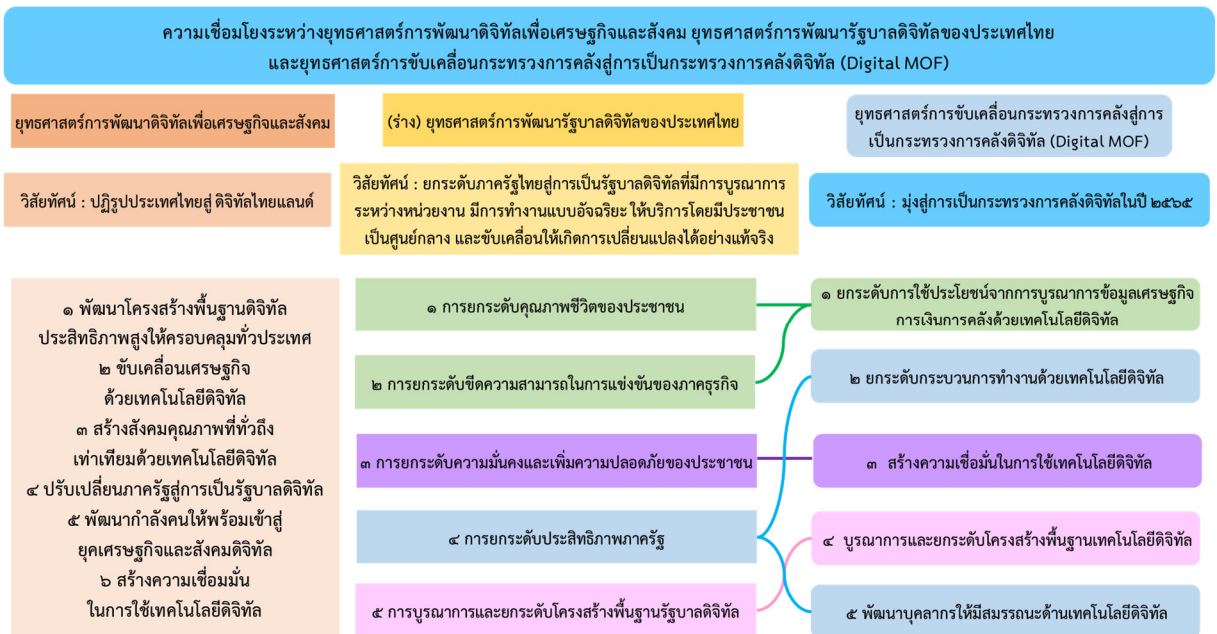 ความเชื่อมโยงระหว่างยุทธศาสตร์การพัฒนาดิจิทัลเพื่อเศรษฐกิจและสังคม ยุทธศาสตร์การพัฒนารัฐบาลดิจิทัลของประเทศไทย
และยุทธศาสตร์การขับเคลื่อนกระทรวงการคลังสู่การเป็นกระทรวงการคลังดิจิทัล (Digital MOF)
ยุทธศาสตร์การพัฒนาดิจิทัลเพื่อเศรษฐกิจและสังคม
วิสัยทัศน์ : ปฏิรูปประเทศไทยสู่ ดิจิทัลไทยแลนด์
๑ พัฒนาโครงสร้างพื้นฐานดิจิทัล
ประสิทธิภาพสูงให้ครอบคลุมทั่วประเทศ
๒ ขับเคลื่อนเศรษฐกิจ
ด้วยเทคโนโลยีดิจิทัล
๓ สร้างสังคมคุณภาพที่ทั่วถึง
เท่าเทียมด้วยเทคโนโลยีดิจิทัล
๔ ปรับเปลี่ยนภาครัฐสู่การเป็นรัฐบาลดิจิทัล
๕ พัฒนากำลังคนให้พร้อมเข้าสู่
ยุคเศรษฐกิจและสังคมดิจิทัล
๖ สร้างความเชื่อมั่น
ในการใช้เทคโนโลยีดิจิทัล
(ร่าง) ยุทธศาสตร์การพัฒนารัฐบาลดิจิทัลของประเทศไทย
วิสัยทัศน์ : ยกระดับภาครัฐไทยสู่การเป็นรัฐบาลดิจิทัลที่มีการบูรณาการ
ระหว่างหน่วยงาน มีการทำงานแบบอัจฉริยะ ให้บริการโดยมีประชาชน
เป็นศูนย์กลาง และขับเคลื่อนให้เกิดการเปลี่ยนแปลงได้อย่างแท้จริง
๑ การยกระดับคุณภาพชีวิตของประชาชน
๒ การยกระดับขีดความสามารถในการแข่งขันของภาคธุรกิจ
๓ การยกระดับความมั่นคงและเพิ่มความปลอดภัยของประชาชน
๔ การยกระดับประสิทธิภาพภาครัฐ
๕ การบูรณาการและยกระดับโครงสร้างพื้นฐานรัฐบาลดิจิทัล
ยุทธศาสตร์การขับเคลื่อนกระทรวงการคลังสู่การ
เป็นกระทรวงการคลังดิจิทัล (Digital MOF)
วิสัยทัศน์ : มุ่งสู่การเป็นกระทรวงการคลังดิจิทัลในปี ๒๕๖๕
๑ ยกระดับการใช้ประโยชน์จากการบูรณาการข้อมูลเศรษฐกิจ
การเงินการคลังด้วยเทคโนโลยีดิจิทัล
๒ ยกระดับกระบวนการทำงานด้วยเทคโนโลยีดิจิทัล
๓ สร้างความเชื่อมั่นในการใช้เทคโนโลยีดิจิทัล
๔ บูรณาการและยกระดับโครงสร้างพื้นฐานเทคโนโลยีดิจิทัล
๕ พัฒนาบุคลากรให้มีสมรรถนะด้านเทคโนโลยีดิจิทัล